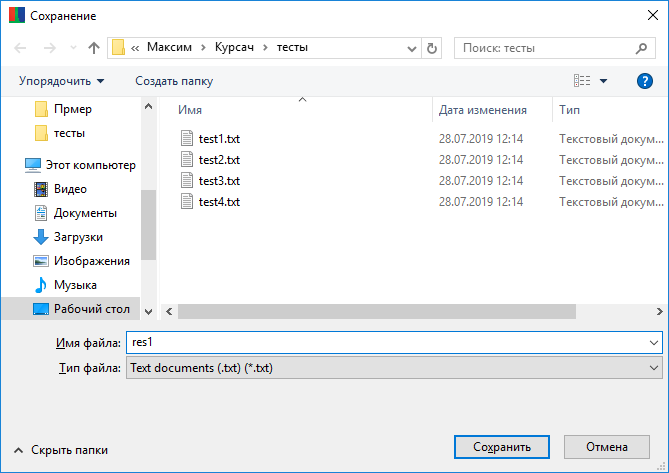 Сохранение
« Максим › Курсач › тесты
Поиск: тесты
Упорядочить Создать папку
Прмер
тесты
Этот компьютер
Видео
Документы
Загрузки
Изображения
Музыка
Рабочий стол
Имя Дата изменения Тип
test1.txt 28.07.2019 12:14 Текстовый докум...
test2.txt 28.07.2019 12:14 Текстовый докум...
test3.txt 28.07.2019 12:14 Текстовый докум...
test4.txt 28.07.2019 12:14 Текстовый докум...
Имя файла: res1
Тип файла: Text documents (.txt) (*.txt)
Скрыть папки
Сохранить Отмена